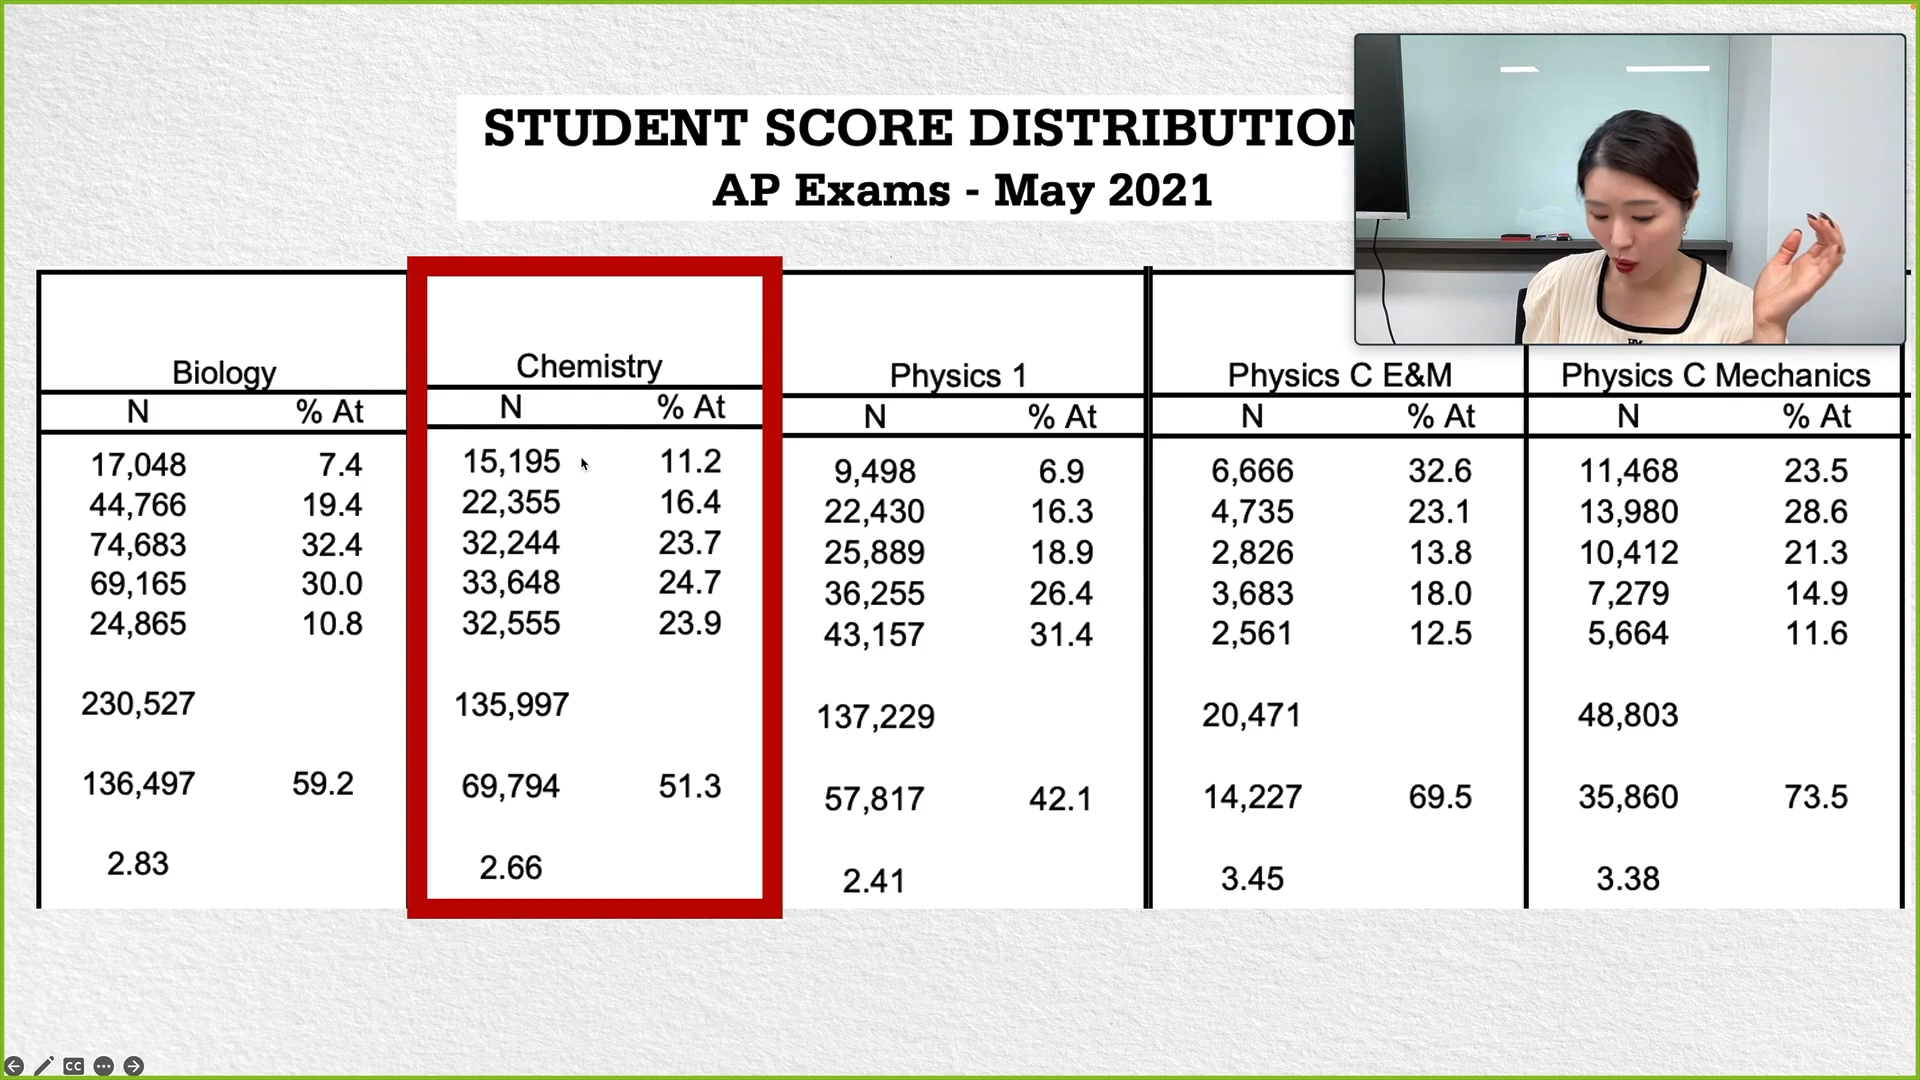 STUDENT SCORE DISTRIBUTION
AP Exams - May 2021
Biology Chemistry Physics 1 Physics C E&M Physics C Mechanics
N % At N % At N % At N % At N % At
17,048 7.4 15,195 11.2 9,498 6.9 6,666 32.6 11,468 23.5
44,766 19.4 22,355 16.4 22,430 16.3 4,735 23.1 13,980 28.6
74,683 32.4 32,244 23.7 25,889 18.9 2,826 13.8 10,412 21.3
69,165 30.0 33,648 24.7 36,255 26.4 3,683 18.0 7,279 14.9
24,865 10.8 32,555 23.9 43,157 31.4 2,561 12.5 5,664 11.6
230,527 135,997 137,229 20,471 48,803
136,497 59.2 69,794 51.3 57,817 42.1 14,227 69.5 35,860 73.5
2.83 2.66 2.41 3.45 3.38
CC